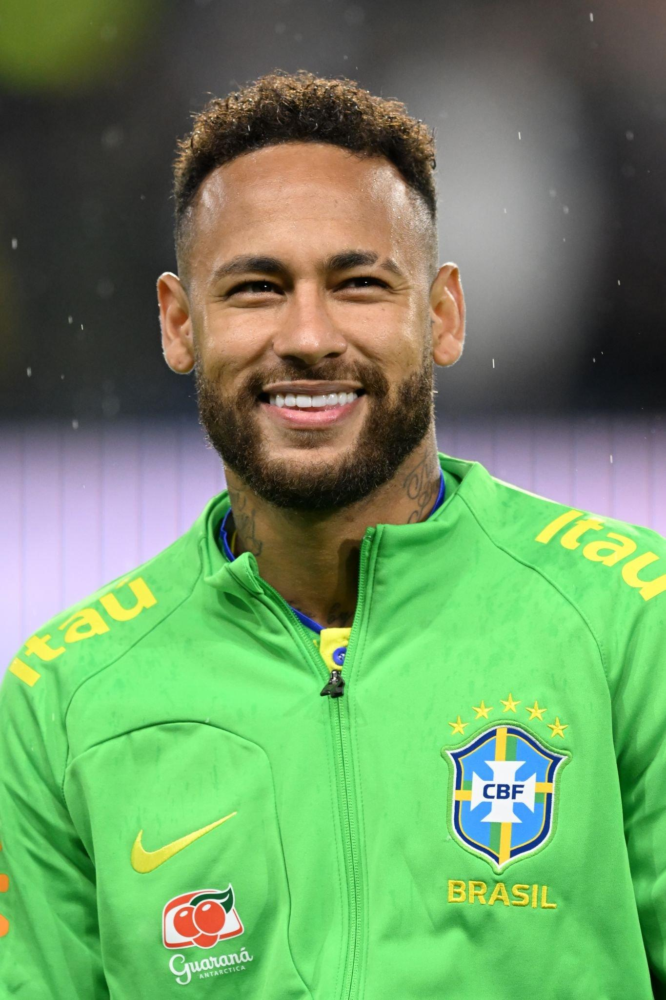 Itaú
Itaú
CBF
BRASIL
Guaraná
ANTARCTICA